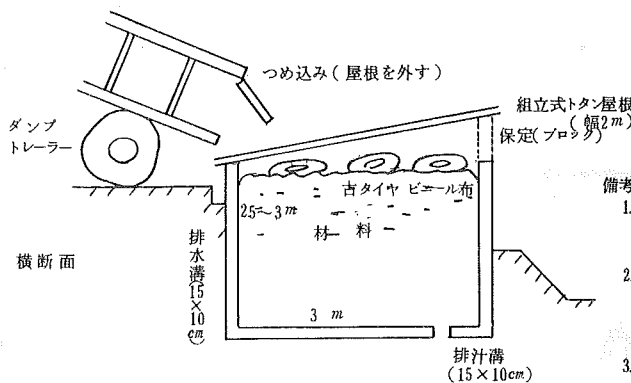 つめ込み(屋根を外す)
ダンプ
トレーラー
組立式トタン屋根
(幅2m)
保定(ブロック)
古タイヤ ビニール布
2.5〜3m
材料
横断面
排水溝(15×10cm)
3m
排汁溝
(15×10cm)
備考
1.
2.
3.